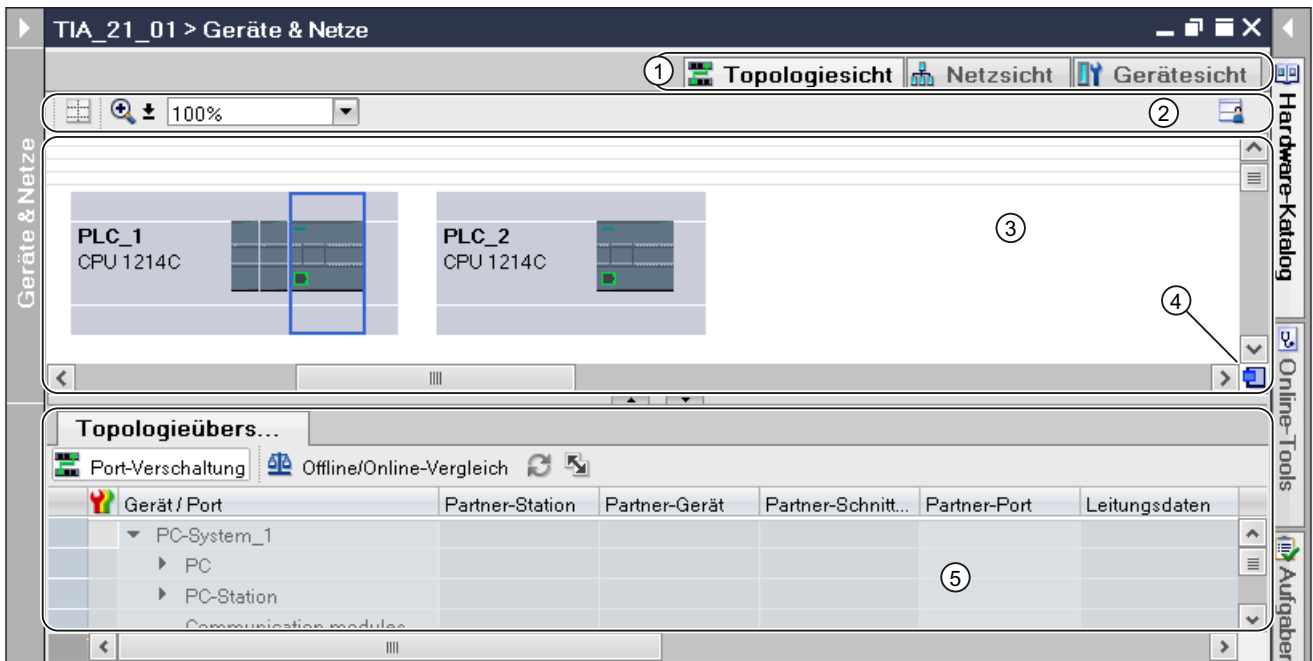 TIA_21_01 > Geräte & Netze
1 Topologiesicht Netzsicht Gerätesicht
100% 2
Geräte & Netze
PLC_1
CPU 1214C
PLC_2
CPU 1214C
3
4
Topologieübers...
Port-Verschaltung Offline/Online-Vergleich
Gerät / Port Partner-Station Partner-Gerät Partner-Schnitt... Partner-Port Leitungsdaten
PC-System_1
PC
PC-Station
Communication modules
5
Hardware-Katalog
Online-Tools
Aufgaben